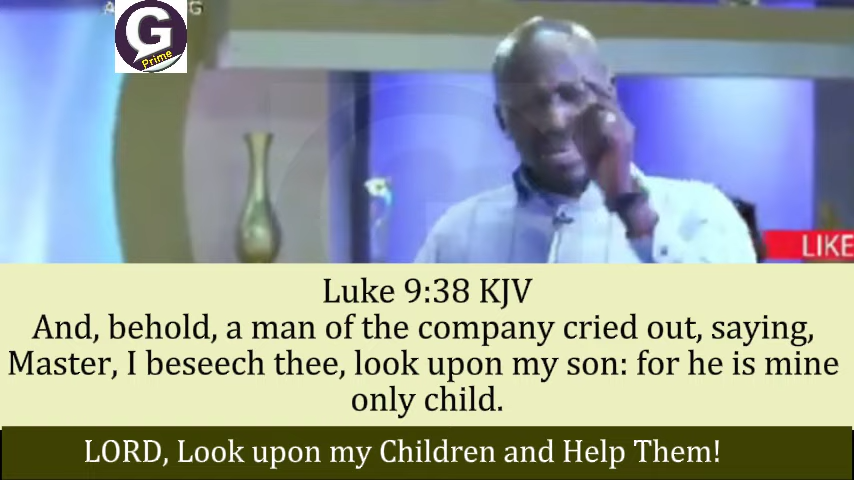 G
Prime
LIKE
Luke 9:38 KJV
And, behold, a man of the company cried out, saying,
Master, I beseech thee, look upon my son: for he is mine
only child.
LORD, Look upon my Children and Help Them!